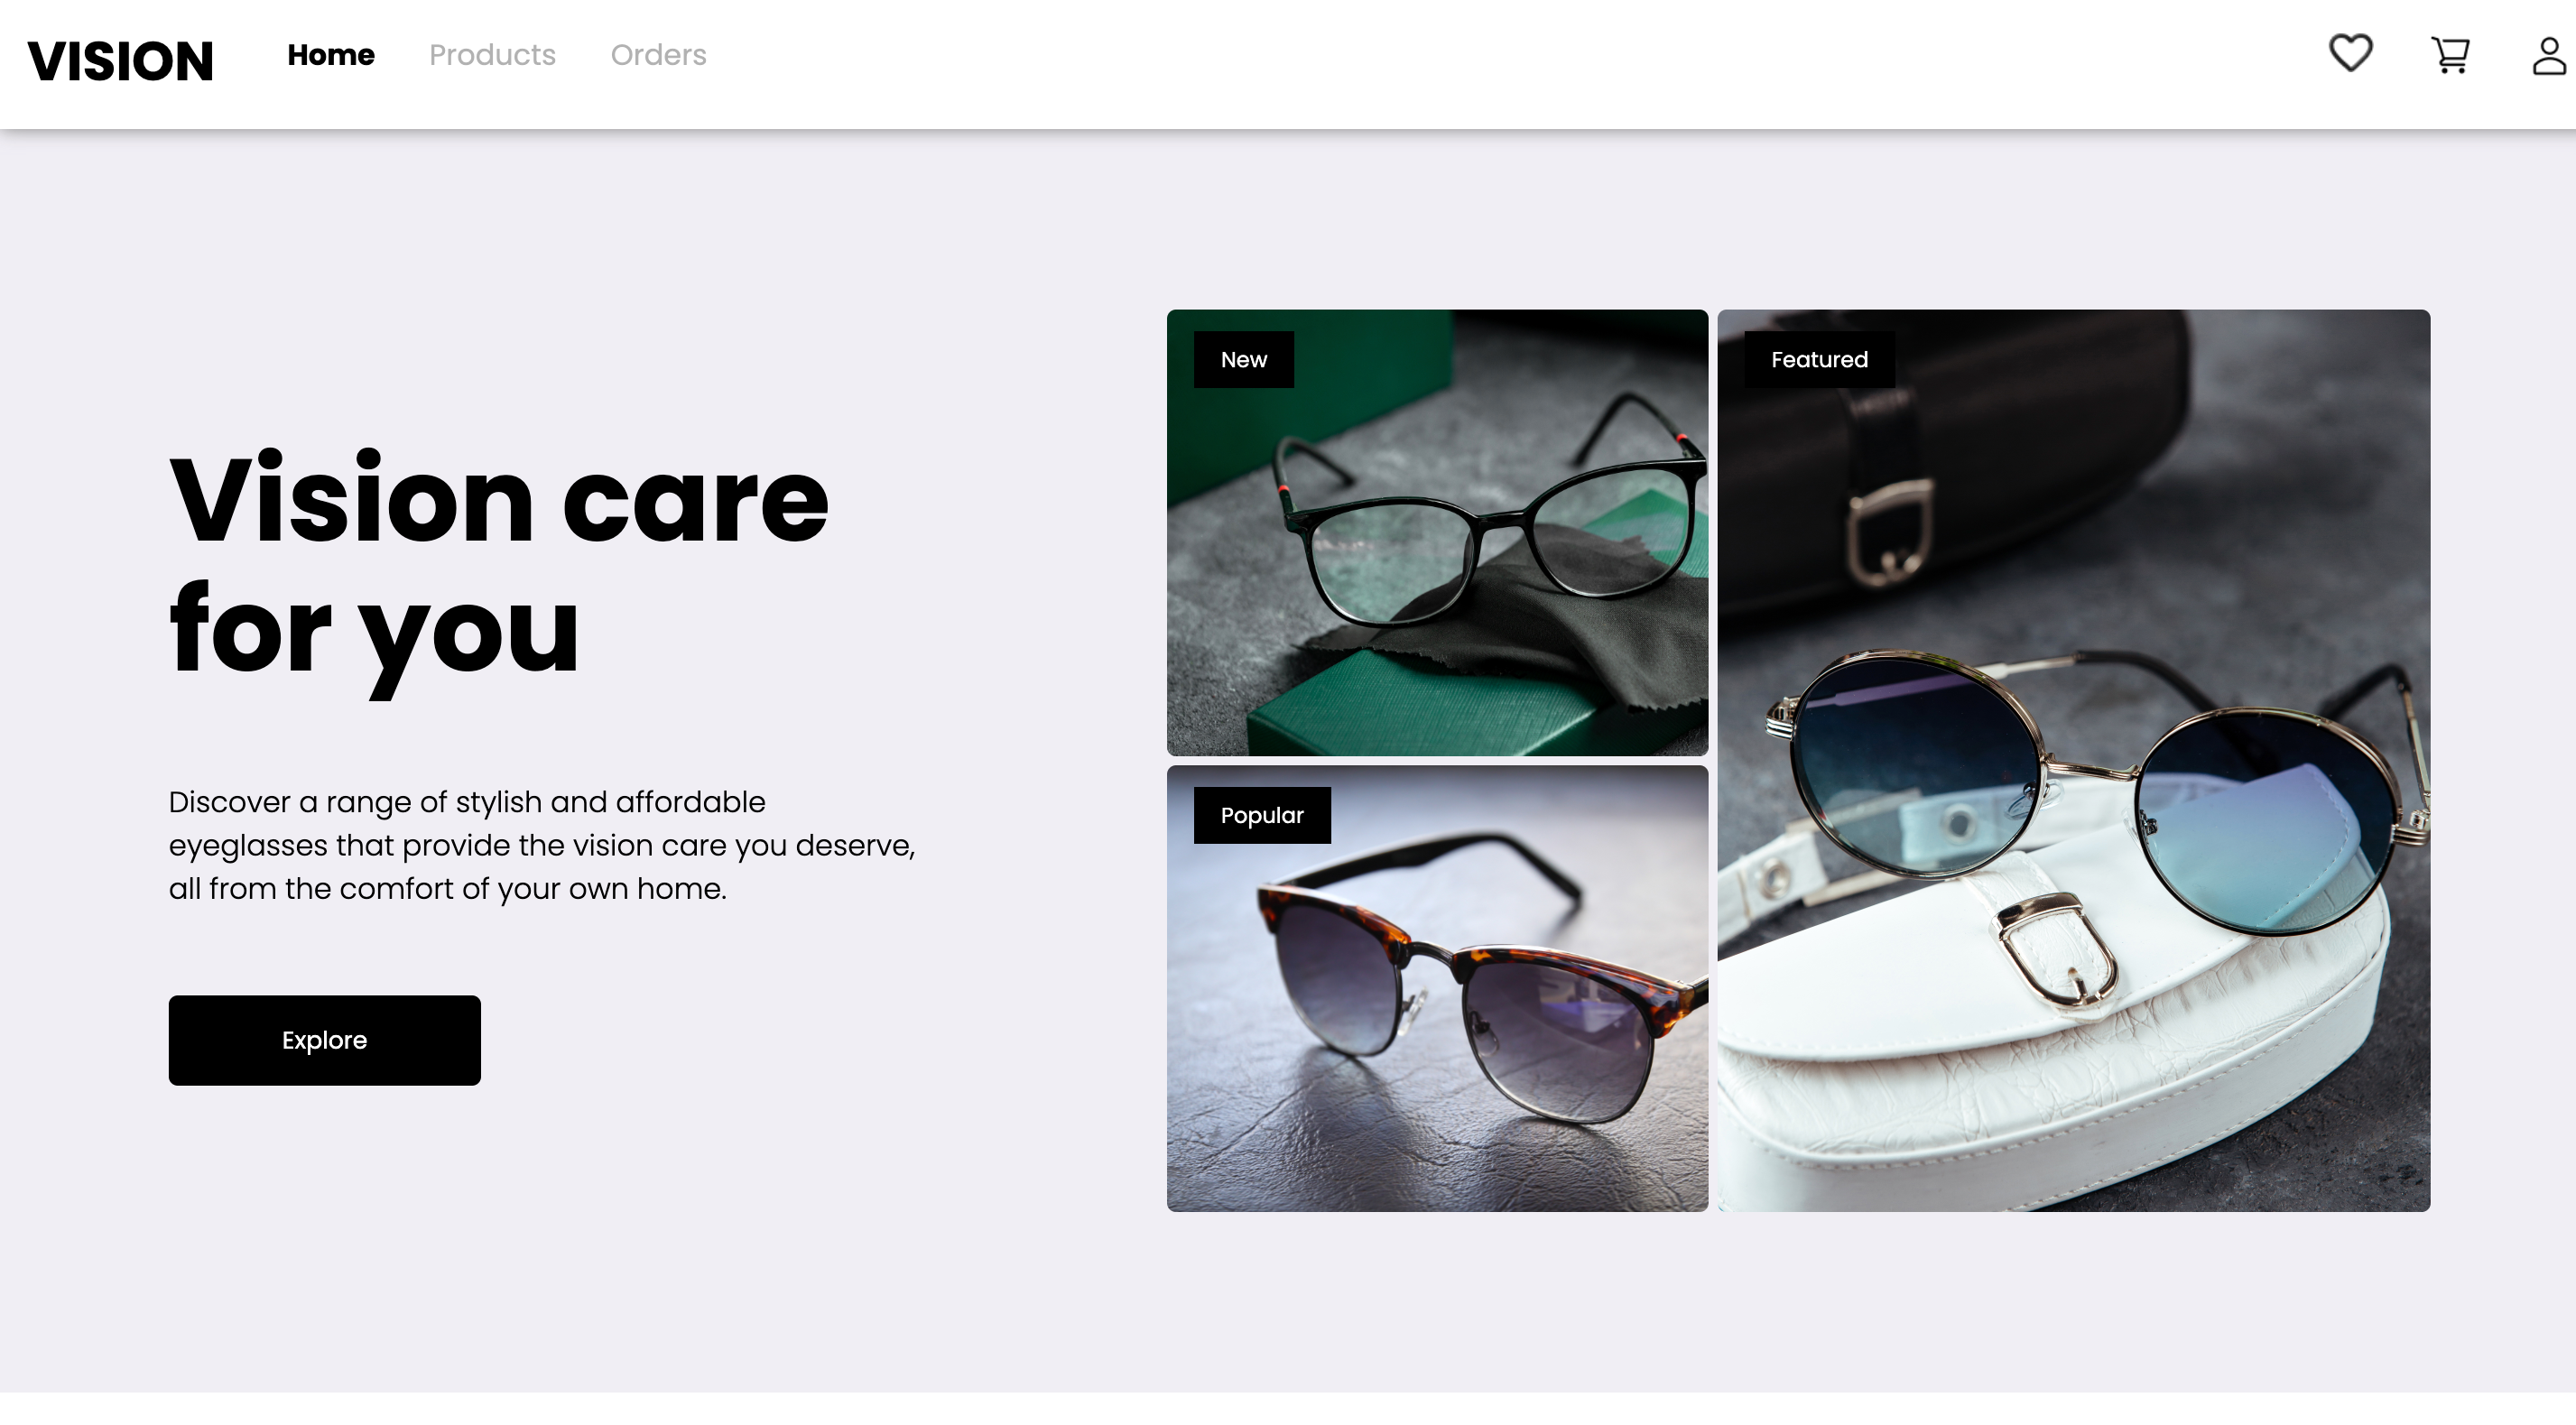 VISION
Home
Products
Orders
Vision care
for you
Discover a range of stylish and affordable
eyeglasses that provide the vision care you deserve,
all from the comfort of your own home.
Explore
New
Popular
Featured